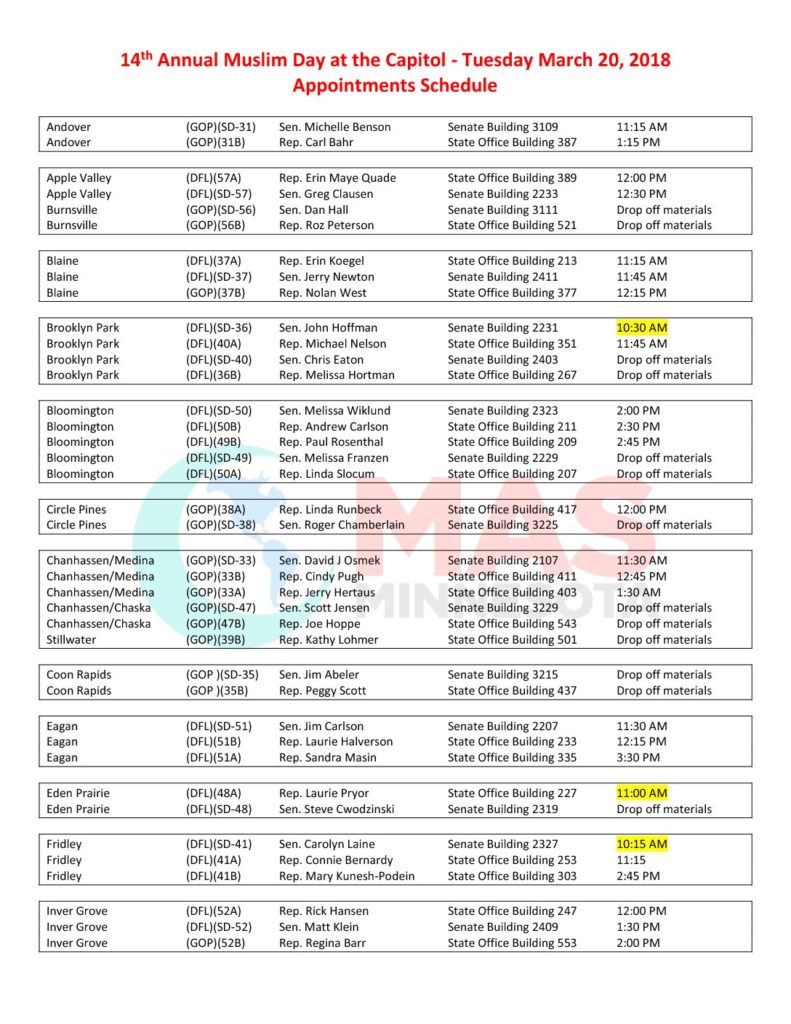 14th Annual Muslim Day at the Capitol - Tuesday March 20, 2018
Appointments Schedule
Andover (GOP)(SD-31) Sen. Michelle Benson Senate Building 3109 11:15 AM
Andover (GOP)(31B) Rep. Carl Bahr State Office Building 387 1:15 PM
Apple Valley (DFL)(57A) Rep. Erin Maye Quade State Office Building 389 12:00 PM
Apple Valley (DFL)(SD-57) Sen. Greg Clausen Senate Building 2233 12:30 PM
Burnsville (GOP)(SD-56) Sen. Dan Hall Senate Building 3111 Drop off materials
Burnsville (GOP)(56B) Rep. Roz Peterson State Office Building 521 Drop off materials
Blaine (DFL)(37A) Rep. Erin Koegel State Office Building 213 11:15 AM
Blaine (DFL)(SD-37) Sen. Jerry Newton Senate Building 2411 11:45 AM
Blaine (GOP)(37B) Rep. Nolan West State Office Building 377 12:15 PM
Brooklyn Park (DFL)(SD-36) Sen. John Hoffman Senate Building 2231 10:30 AM
Brooklyn Park (DFL)(40A) Rep. Michael Nelson State Office Building 351 11:45 AM
Brooklyn Park (DFL)(SD-40) Sen. Chris Eaton Senate Building 2403 Drop off materials
Brooklyn Park (DFL)(36B) Rep. Melissa Hortman State Office Building 267 Drop off materials
Bloomington (DFL)(SD-50) Sen. Melissa Wiklund Senate Building 2323 2:00 PM
Bloomington (DFL)(50B) Rep. Andrew Carlson State Office Building 211 2:30 PM
Bloomington (DFL)(49B) Rep. Paul Rosenthal State Office Building 209 2:45 PM
Bloomington (DFL)(SD-49) Sen. Melissa Franzen Senate Building 2229 Drop off materials
Bloomington (DFL)(50A) Rep. Linda Slocum State Office Building 207 Drop off materials
Circle Pines (GOP)(38A) Rep. Linda Runbeck State Office Building 417 12:00 PM
Circle Pines (GOP)(SD-38) Sen. Roger Chamberlain Senate Building 3225 Drop off materials
Chanhassen/Medina (GOP)(SD-33) Sen. David J Osmek Senate Building 2107 11:30 AM
Chanhassen/Medina (GOP)(33B) Rep. Cindy Pugh State Office Building 411 12:45 PM
Chanhassen/Medina (GOP)(33A) Rep. Jerry Hertaus State Office Building 403 1:30 AM
Chanhassen/Chaska (GOP)(SD-47) Sen. Scott Jensen Senate Building 3229 Drop off materials
Chanhassen/Chaska (GOP)(47B) Rep. Joe Hoppe State Office Building 543 Drop off materials
Stillwater (GOP)(39B) Rep. Kathy Lohmer State Office Building 501 Drop off materials
MAS
MINNESOTA
Coon Rapids (GOP )(SD-35) Sen. Jim Abeler Senate Building 3215 Drop off materials
Coon Rapids (GOP )(35B) Rep. Peggy Scott State Office Building 437 Drop off materials
Eagan (DFL)(SD-51) Sen. Jim Carlson Senate Building 2207 11:30 AM
Eagan (DFL)(51B) Rep. Laurie Halverson State Office Building 233 12:15 PM
Eagan (DFL)(51A) Rep. Sandra Masin State Office Building 335 3:30 PM
Eden Prairie (DFL)(48A) Rep. Laurie Pryor State Office Building 227 11:00 AM
Eden Prairie (DFL)(SD-48) Sen. Steve Cwodzinski Senate Building 2319 Drop off materials
Fridley (DFL)(SD-41) Sen. Carolyn Laine Senate Building 2327 10:15 AM
Fridley (DFL)(41A) Rep. Connie Bernardy State Office Building 253 11:15
Fridley (DFL)(41B) Rep. Mary Kunesh-Podein State Office Building 303 2:45 PM
Inver Grove (DFL)(52A) Rep. Rick Hansen State Office Building 247 12:00 PM
Inver Grove (DFL)(SD-52) Sen. Matt Klein Senate Building 2409 1:30 PM
Inver Grove (GOP)(52B) Rep. Regina Barr State Office Building 553 2:00 PM